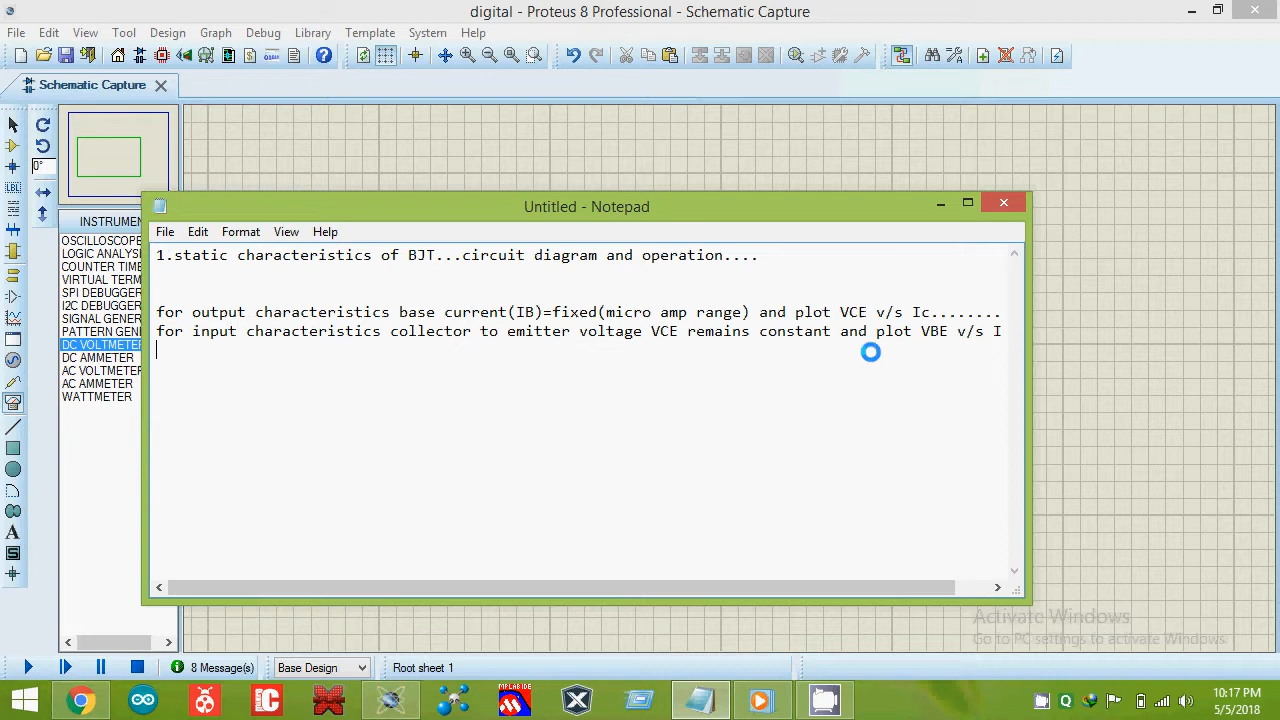 digital - Proteus 8 Professional - Schematic Capture
File Edit View Tool Design Graph Debug Library Template System Help
Schematic Capture
0°
LBL
INSTRUMEN
OSCILLOSCOPE
LOGIC ANALYS
COUNTER TIME
VIRTUAL TERM
SPI DEBUGGER
I2C DEBUGGER
SIGNAL GENER
PATTERN GENE
DC VOLTMETER
DC AMMETER
AC VOLTMETER
AC AMMETER
WATTMETER
Untitled - Notepad
File Edit Format View Help
1.static characteristics of BJT...circuit diagram and operation....
for output characteristics base current(IB)=fixed(micro amp range) and plot VCE v/s Ic........
for input characteristics collector to emitter voltage VCE remains constant and plot VBE v/s I
Activate Windows
Go to PC settings to activate Windows.
8 Message(s) Base Design Root sheet 1
MPLAB IDE
10:17 PM
5/5/2018